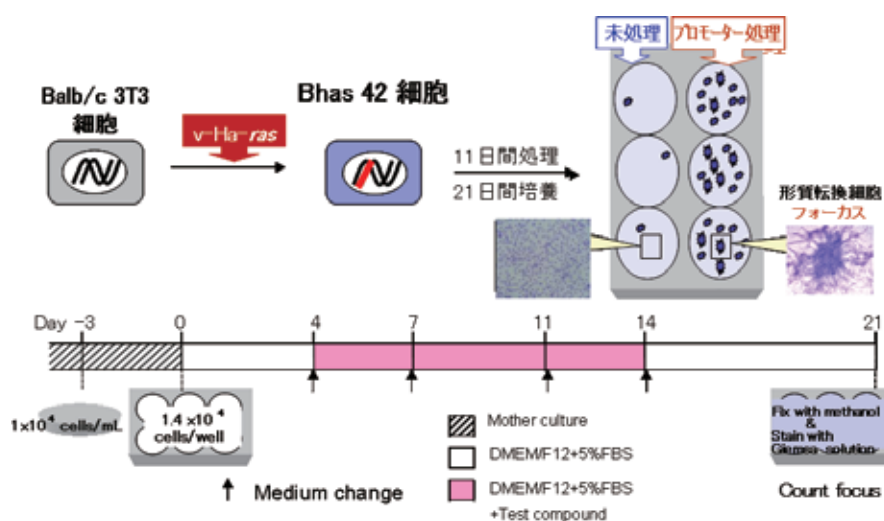 未処理
プロモーター処理
Balb/c 3T3
細胞
v-Ha-ras
Bhas 42 細胞
11日間処理
21日間培養
形質転換細胞
フォーカス
Day -3
0
4
7
11
14
21
1×10⁴ cells/mL
1.4×10⁴
cells/well
Mother culture
DMEM/F12+5%FBS
DMEM/F12+5%FBS
+Test compound
Medium change
Fix with methanol
&
Stain with
Giemsa solution
Count focus